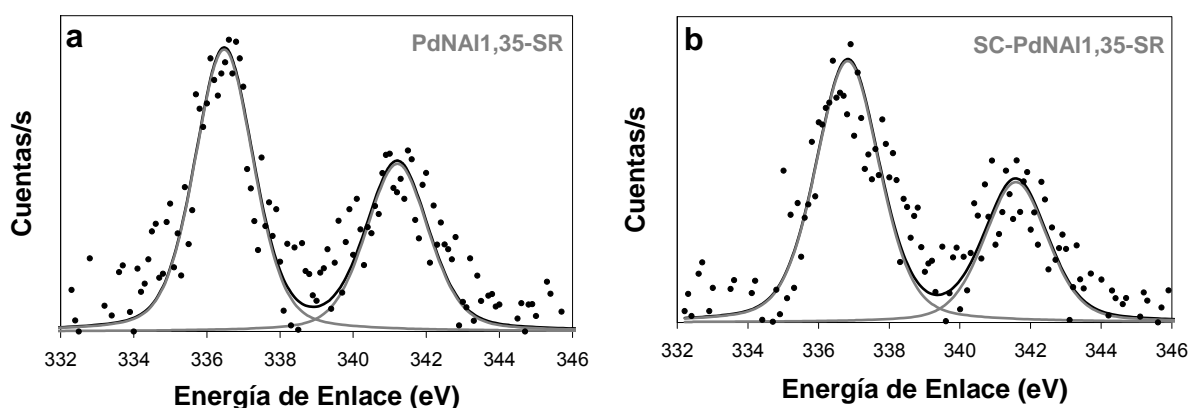 a
PdNAl1,35-SR
Cuentas/s
332 334 336 338 340 342 344 346
Energía de Enlace (eV)
b
SC-PdNAl1,35-SR
Cuentas/s
332 334 336 338 340 342 344 346
Energía de Enlace (eV)